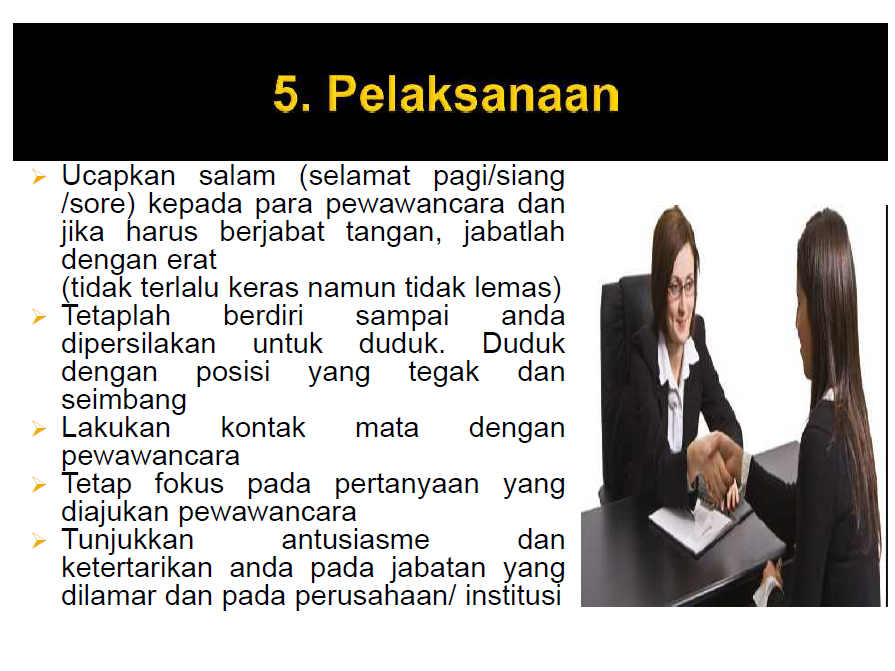 5. Pelaksanaan
Ucapkan salam (selamat pagi/siang
/sore) kepada para pewawancara dan
jika harus berjabat tangan, jabatlah
dengan erat
(tidak terlalu keras namun tidak lemas)
Tetaplah berdiri sampai anda
dipersilakan untuk duduk. Duduk
dengan posisi yang tegak dan
seimbang
Lakukan kontak mata dengan
pewawancara
Tetap fokus pada pertanyaan yang
diajukan pewawancara
Tunjukkan antusiasme dan
ketertarikan anda pada jabatan yang
dilamar dan pada perusahaan/ institusi